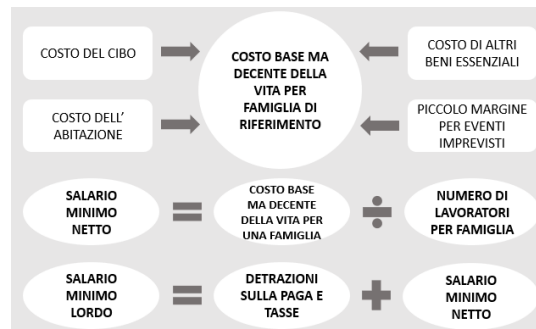 COSTO DEL CIBO
COSTO DELL'
ABITAZIONE
COSTO BASE MA
DECENTE DELLA
VITA PER
FAMIGLIA DI
RIFERIMENTO
COSTO DI ALTRI
BENI ESSENZIALI
PICCOLO MARGINE
PER EVENTI
IMPREVISTI
SALARIO
MINIMO
NETTO
=
COSTO BASE
MA DECENTE
DELLA VITA PER
UNA FAMIGLIA
÷
NUMERO DI
LAVORATORI
PER FAMIGLIA
SALARIO
MINIMO
LORDO
=
DETRAZIONI
SULLA PAGA E
TASSE
+
SALARIO
MINIMO
NETTO